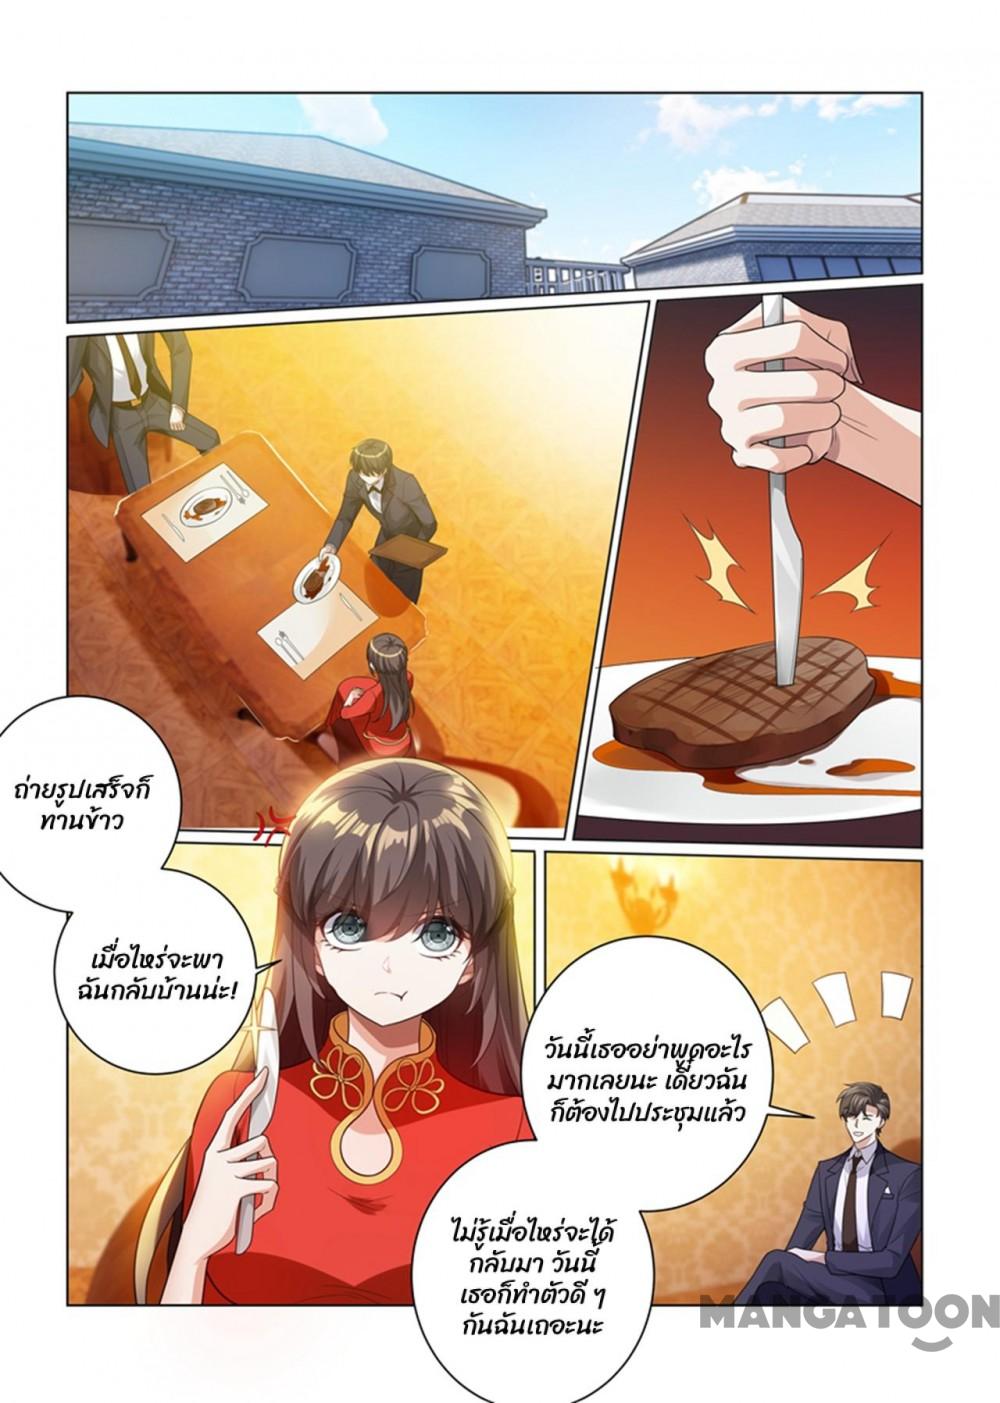 ถ่ายรูปเสร็จก็
ทานข้าว
เมื่อไหร่จะพา
ฉันกลับบ้านน่ะ!
วันนี้เธออย่าพูดอะไร
มากเลยนะ เดี๋ยวฉัน
ก็ต้องไปประชุมแล้ว
ไม่รู้เมื่อไหร่จะได้
กลับมา วันนี้
เธอก็ทำตัวดี ๆ
กันฉันเถอะนะ
MANGATOON